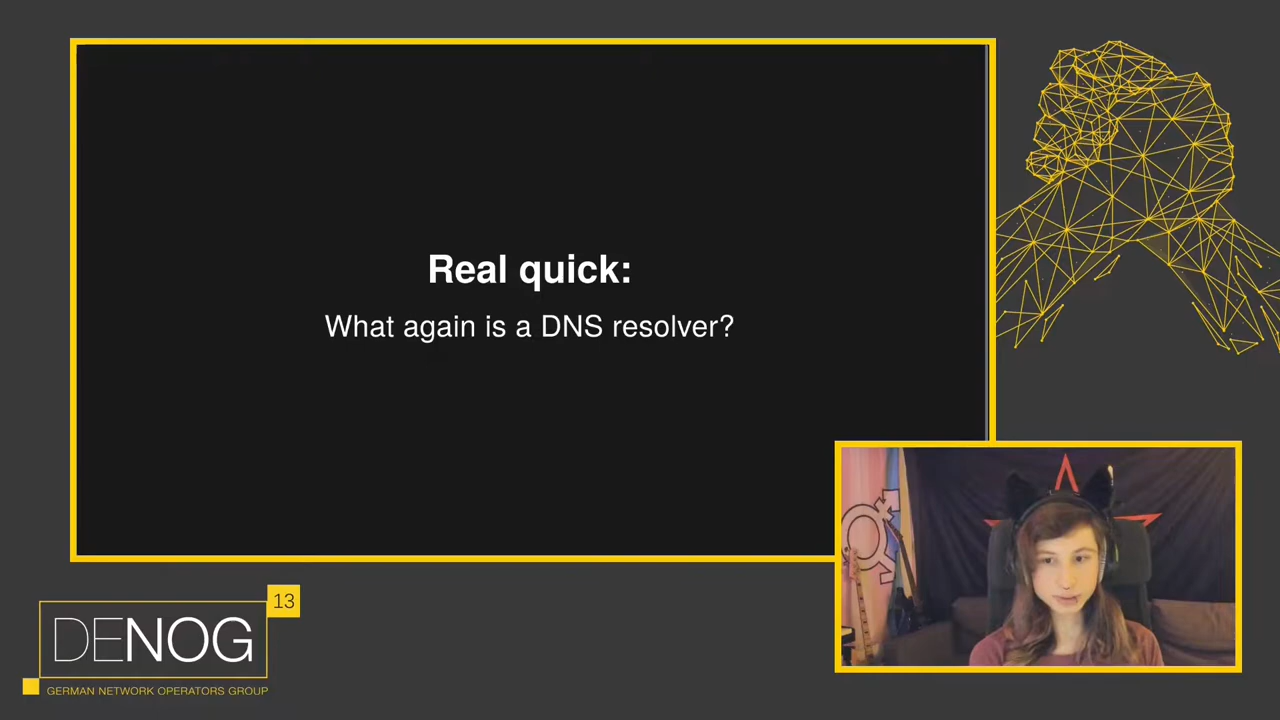 Real quick:
What again is a DNS resolver?
13
DENOG
GERMAN NETWORK OPERATORS GROUP